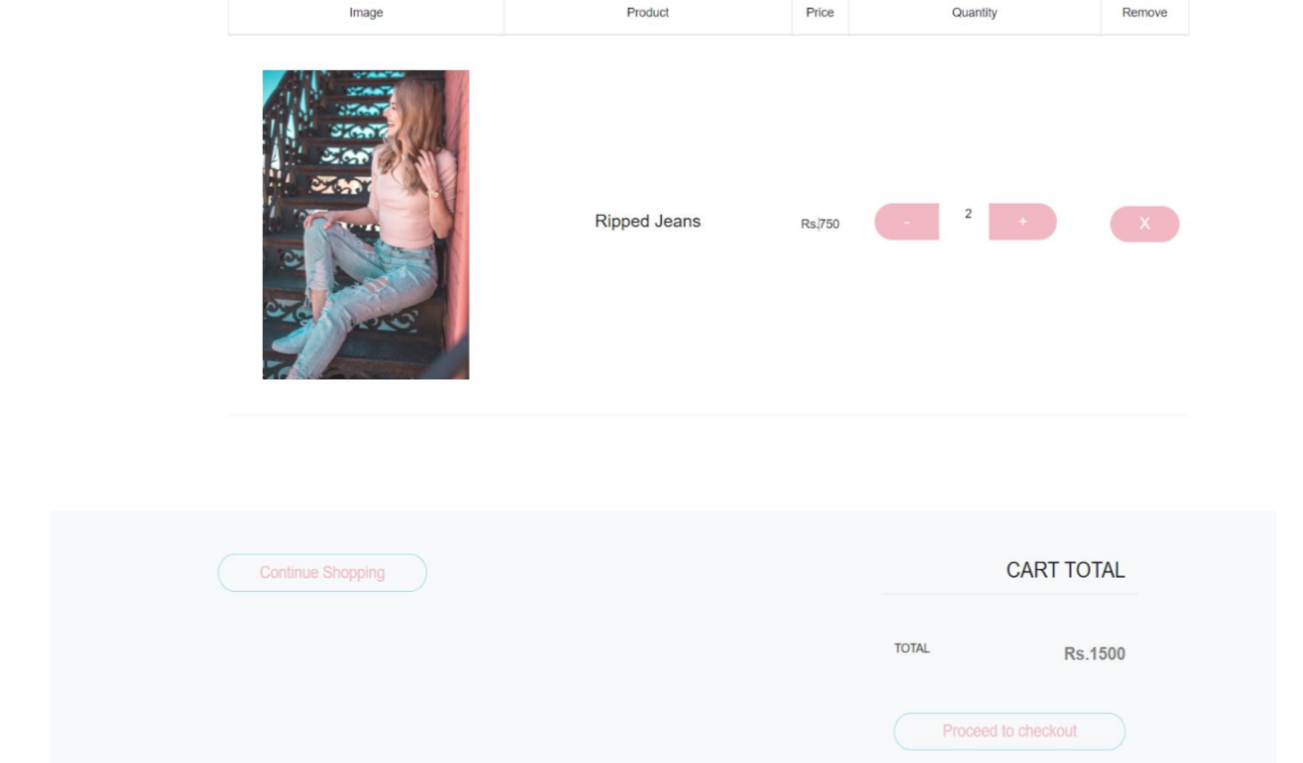 Image Product Price Quantity Remove
Ripped Jeans Rs.750 - 2 + X
Continue Shopping
CART TOTAL
TOTAL Rs.1500
Proceed to checkout